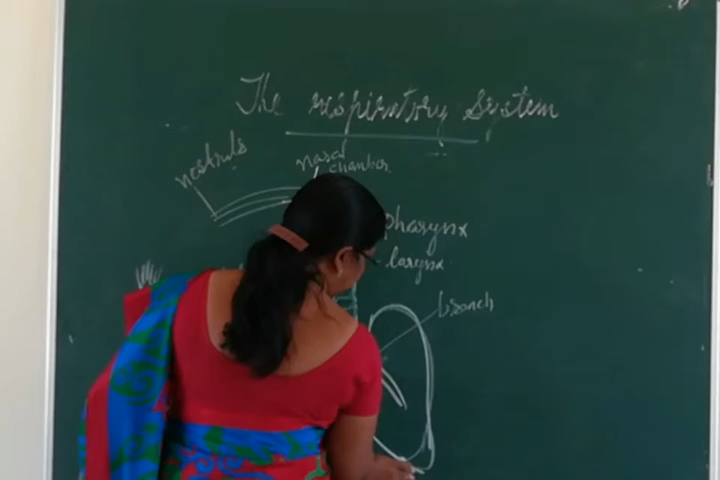 The respiratory System
nostrils
nasal
chamber
pharynx
larynx
bronch